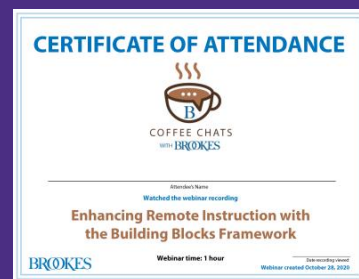 CERTIFICATE OF ATTENDANCE
B
COFFEE CHATS
WITH BROOKES
Attendee's Name
Watched the webinar recording
Enhancing Remote Instruction with
the Building Blocks Framework
BROOKES
Webinar time: 1 hour
Date recording viewed
Webinar created October 28, 2020